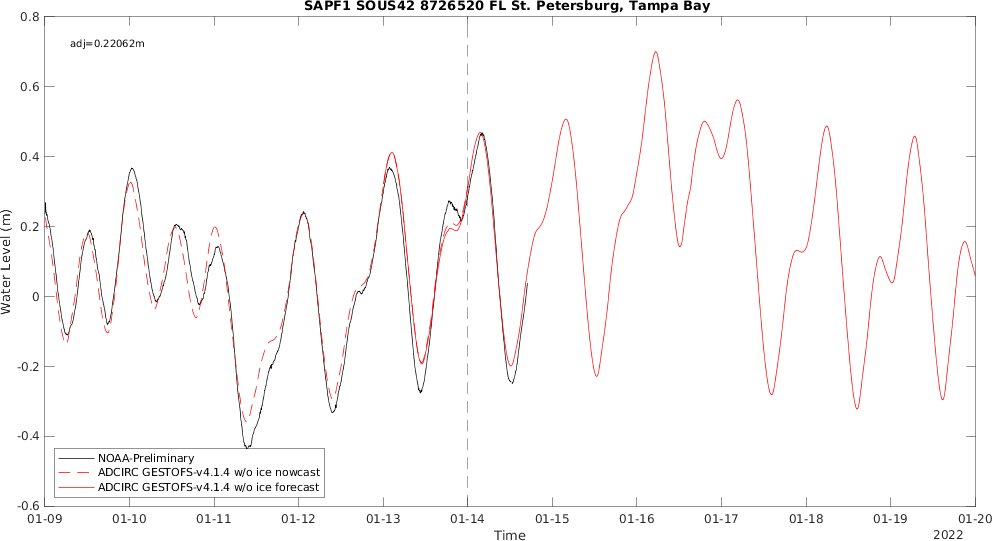 SAPF1 SOUS42 8726520 FL St. Petersburg, Tampa Bay
adj=0.22062m
Water Level (m)
0.8
0.6
0.4
0.2
0
-0.2
-0.4
-0.6
NOAA-Preliminary
ADCIRC GESTOFS-v4.1.4 w/o ice nowcast
ADCIRC GESTOFS-v4.1.4 w/o ice forecast
01-09 01-10 01-11 01-12 01-13 01-14 01-15 01-16 01-17 01-18 01-19 01-20
Time
2022